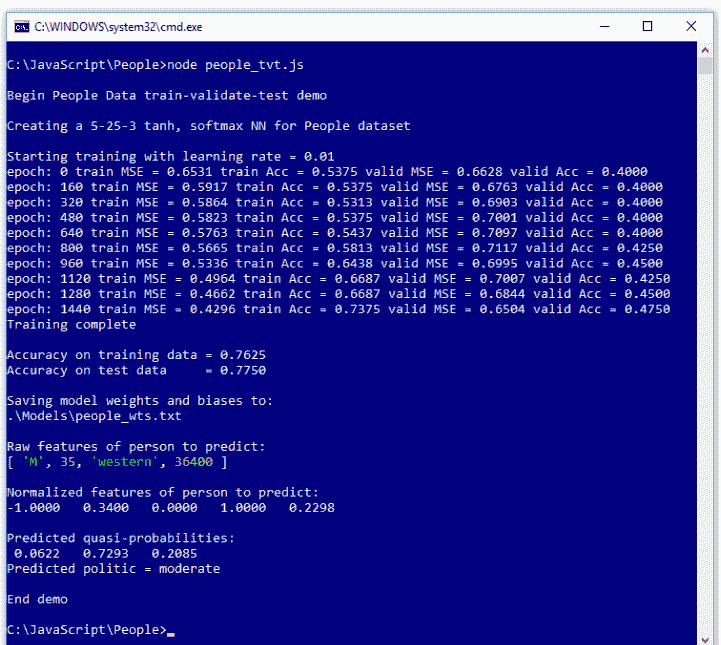 C:\WINDOWS\system32\cmd.exe
C:\JavaScript\People>node people_tvt.js
Begin People Data train-validate-test demo
Creating a 5-25-3 tanh, softmax NN for People dataset
Starting training with learning rate = 0.01
epoch: 0 train MSE = 0.6531 train Acc = 0.5375 valid MSE = 0.6628 valid Acc = 0.4000
epoch: 160 train MSE = 0.5917 train Acc = 0.5375 valid MSE = 0.6763 valid Acc = 0.4000
epoch: 320 train MSE = 0.5864 train Acc = 0.5313 valid MSE = 0.6903 valid Acc = 0.4000
epoch: 480 train MSE = 0.5823 train Acc = 0.5375 valid MSE = 0.7001 valid Acc = 0.4000
epoch: 640 train MSE = 0.5763 train Acc = 0.5437 valid MSE = 0.7097 valid Acc = 0.4000
epoch: 800 train MSE = 0.5665 train Acc = 0.5813 valid MSE = 0.7117 valid Acc = 0.4250
epoch: 960 train MSE = 0.5336 train Acc = 0.6438 valid MSE = 0.6995 valid Acc = 0.4500
epoch: 1120 train MSE = 0.4964 train Acc = 0.6687 valid MSE = 0.7007 valid Acc = 0.4250
epoch: 1280 train MSE = 0.4662 train Acc = 0.6687 valid MSE = 0.6844 valid Acc = 0.4500
epoch: 1440 train MSE = 0.4296 train Acc = 0.7375 valid MSE = 0.6504 valid Acc = 0.4750
Training complete
Accuracy on training data = 0.7625
Accuracy on test data     = 0.7750
Saving model weights and biases to:
.\Models\people_wts.txt
Raw features of person to predict:
[ 'M', 35, 'western', 36400 ]
Normalized features of person to predict:
-1.0000   0.3400   0.0000   1.0000   0.2298
Predicted quasi-probabilities:
0.0622   0.7293   0.2085
Predicted politic = moderate
End demo
C:\JavaScript\People>_